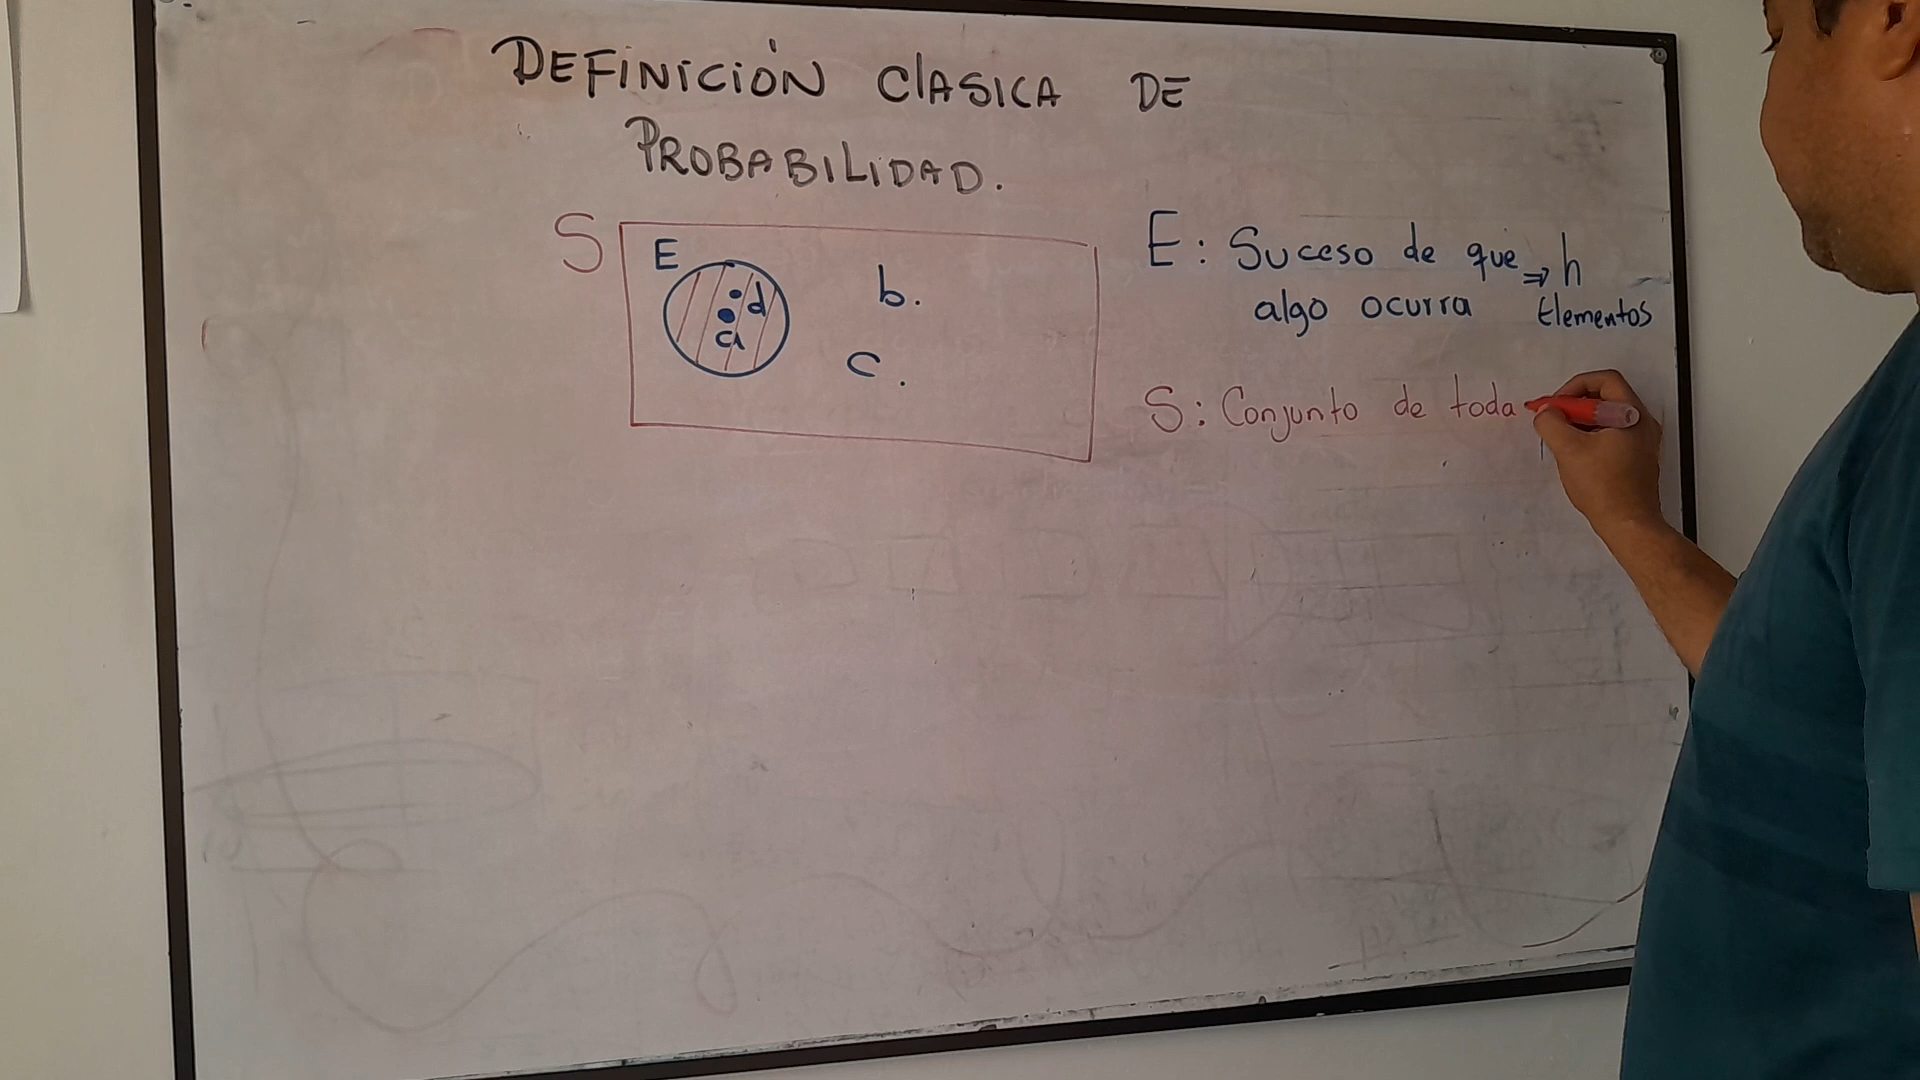 DEFINICIÓN CLASICA DE
PROBABILIDAD.
S
E
d
a
b.
c.
E: Suceso de que ⇒ h
algo ocurra Elementos
S: Conjunto de toda